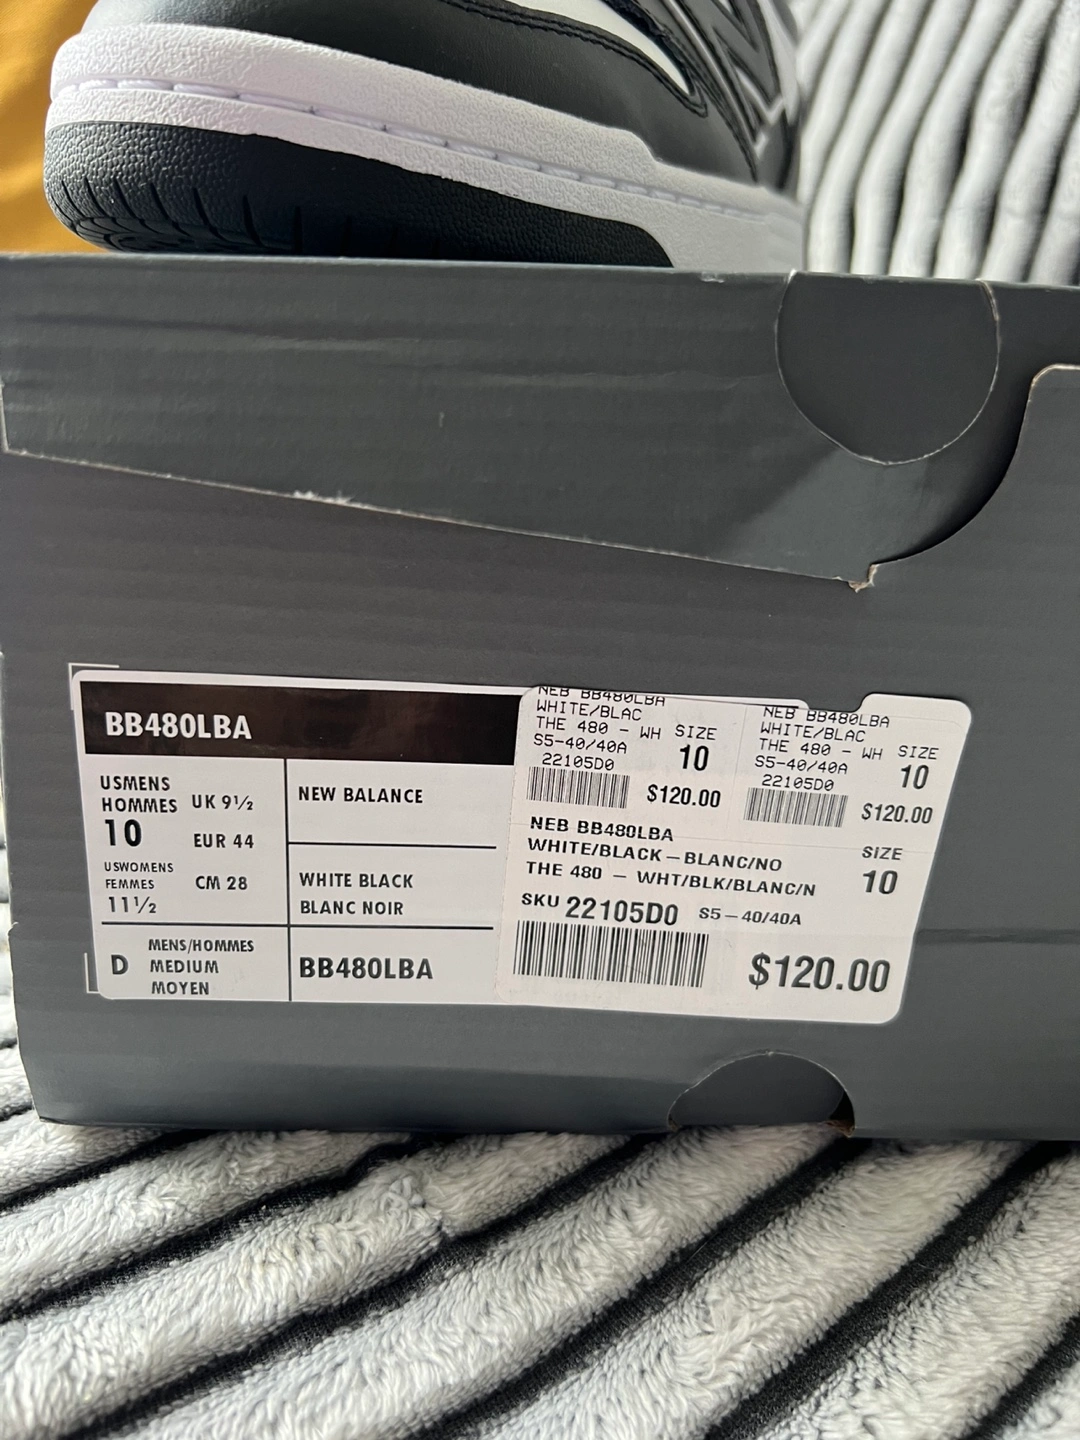 BB480LBA
USMENS
HOMMES
10
UK 9½
EUR 44
USWOMENS
FEMMES
11½
CM 28
D
MENS/HOMMES
MEDIUM
MOYEN
NEW BALANCE
WHITE BLACK
BLANC NOIR
BB480LBA
NEB BB480LBA
WHITE/BLAC
THE 480 - WH
S5-40/40A
22105D0
SIZE
10
$120.00
NEB BB480LBA
WHITE/BLAC
THE 480 - WH
S5-40/40A
22105D0
SIZE
10
$120.00
NEB BB480LBA
WHITE/BLACK-BLANC/NO
THE 480 - WHT/BLK/BLANC/N
SIZE
10
SKU 22105D0 S5-40/40A
$120.00